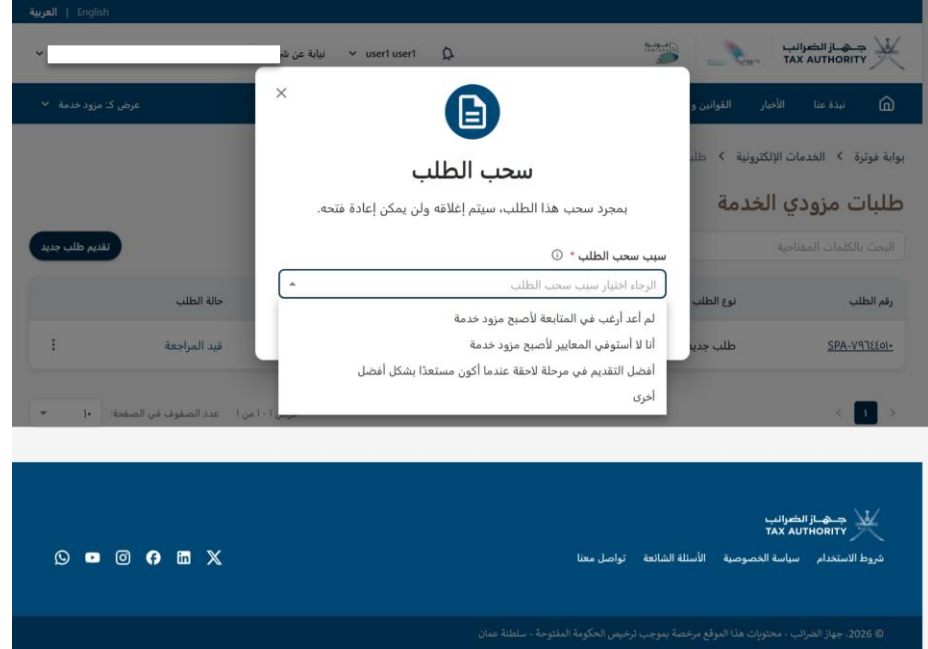 English | العربية
جهاز الضرائب
TAX AUTHORITY
user1 user1
نيابة عن
نبذة عنا
الأخبار
القوانين و
عرض كـ: مزود خدمة
بوابة فوترة > الخدمات الإلكترونية >
طلبات مزودي الخدمة
البحث بالكلمات المفتاحية
تقديم طلب جديد
رقم الطلب
نوع الطلب
حالة الطلب
طلب جديد
قيد المراجعة
عدد الصفوف في الصفحة: ١٠
١
سحب الطلب
بمجرد سحب هذا الطلب، سيتم إغلاقه ولن يمكن إعادة فتحه.
سبب سحب الطلب *
الرجاء اختيار سبب سحب الطلب
لم أعد أرغب في المتابعة لأصبح مزود خدمة
أنا لا أستوفي المعايير لأصبح مزود خدمة
أفضل التقديم في مرحلة لاحقة عندما أكون مستعدًا بشكل أفضل
أخرى
جهاز الضرائب
TAX AUTHORITY
شروط الاستخدام سياسة الخصوصية الأسئلة الشائعة تواصل معنا
© 2026، جهاز الضرائب - محتويات هذا الموقع مرخصة بموجب ترخيص الحكومة المفتوحة - سلطنة عمان